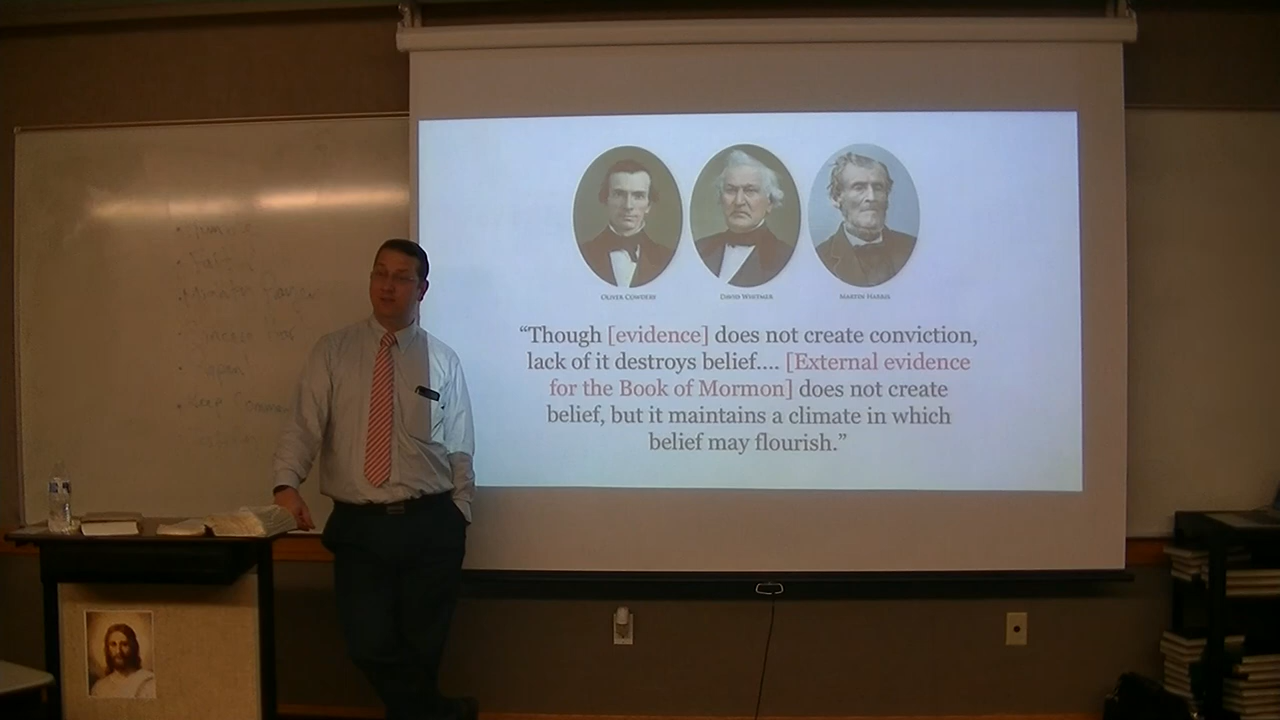 OLIVER COWDERY
DAVID WHITMER
MARTIN HARRIS
“Though [evidence] does not create conviction,
lack of it destroys belief.... [External evidence
for the Book of Mormon] does not create
belief, but it maintains a climate in which
belief may flourish.”